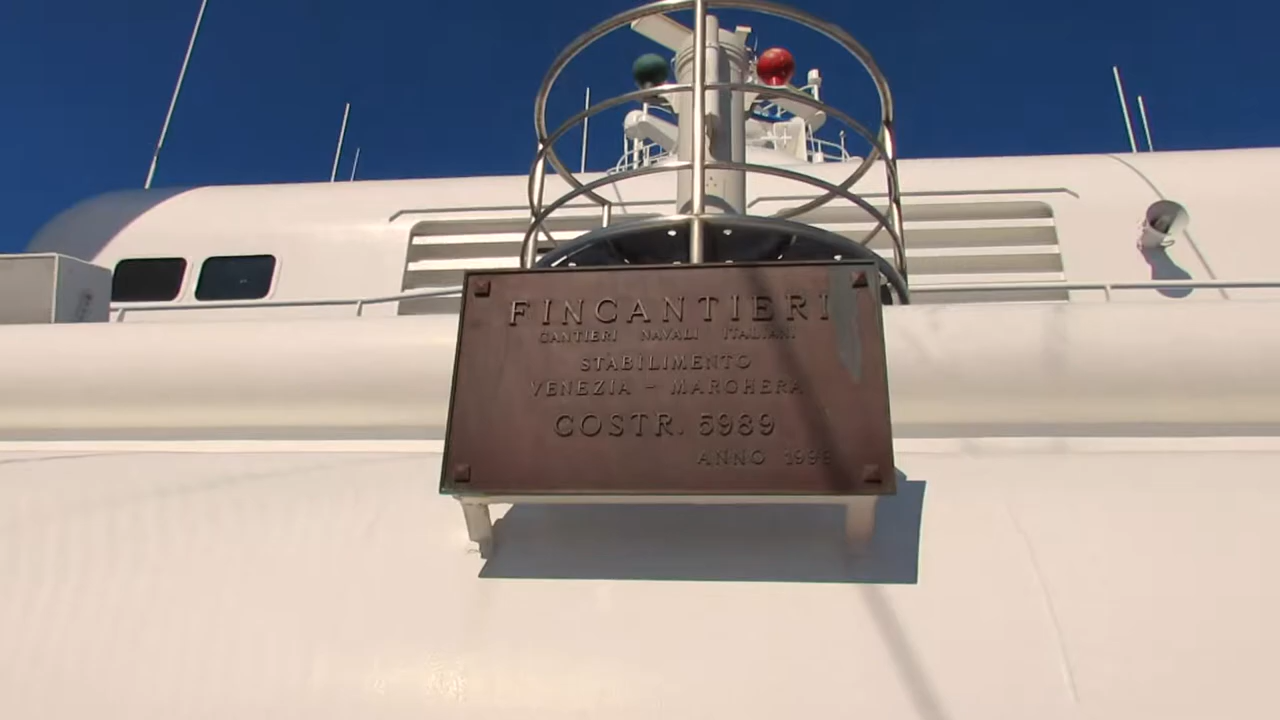 FINCANTIERI
CANTIERI NAVALI ITALIANI
STABILIMENTO
VENEZIA - MARGHERA
COSTR. 5989
ANNO